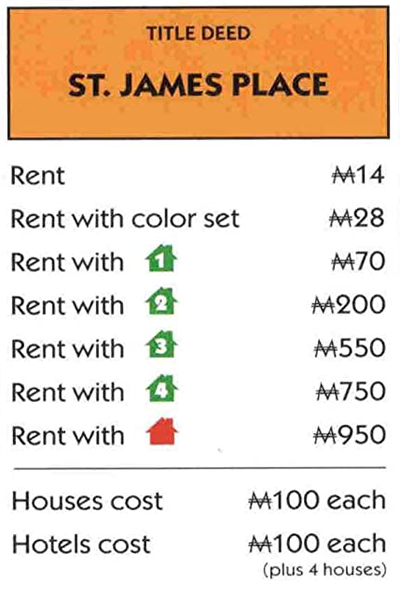 TITLE DEED
ST. JAMES PLACE
Rent ₩14
Rent with color set ₩28
Rent with 1 ₩70
Rent with 2 ₩200
Rent with 3 ₩550
Rent with 4 ₩750
Rent with ₩950
Houses cost ₩100 each
Hotels cost ₩100 each
(plus 4 houses)